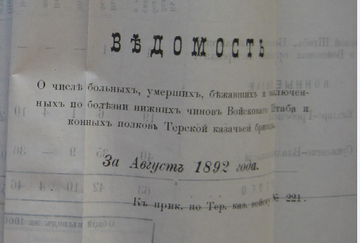 ВѢДОМОСТЬ
О числѣ больныхъ, умершихъ, бѣжавшихъ и исключен-
ныхъ по болѣзни нижнихъ чиновъ Войскового Штаба и
конныхъ полковъ Терской казачьей бригады
За Августъ 1892 года.
Къ прик. по Тер. каз. войску № 221.